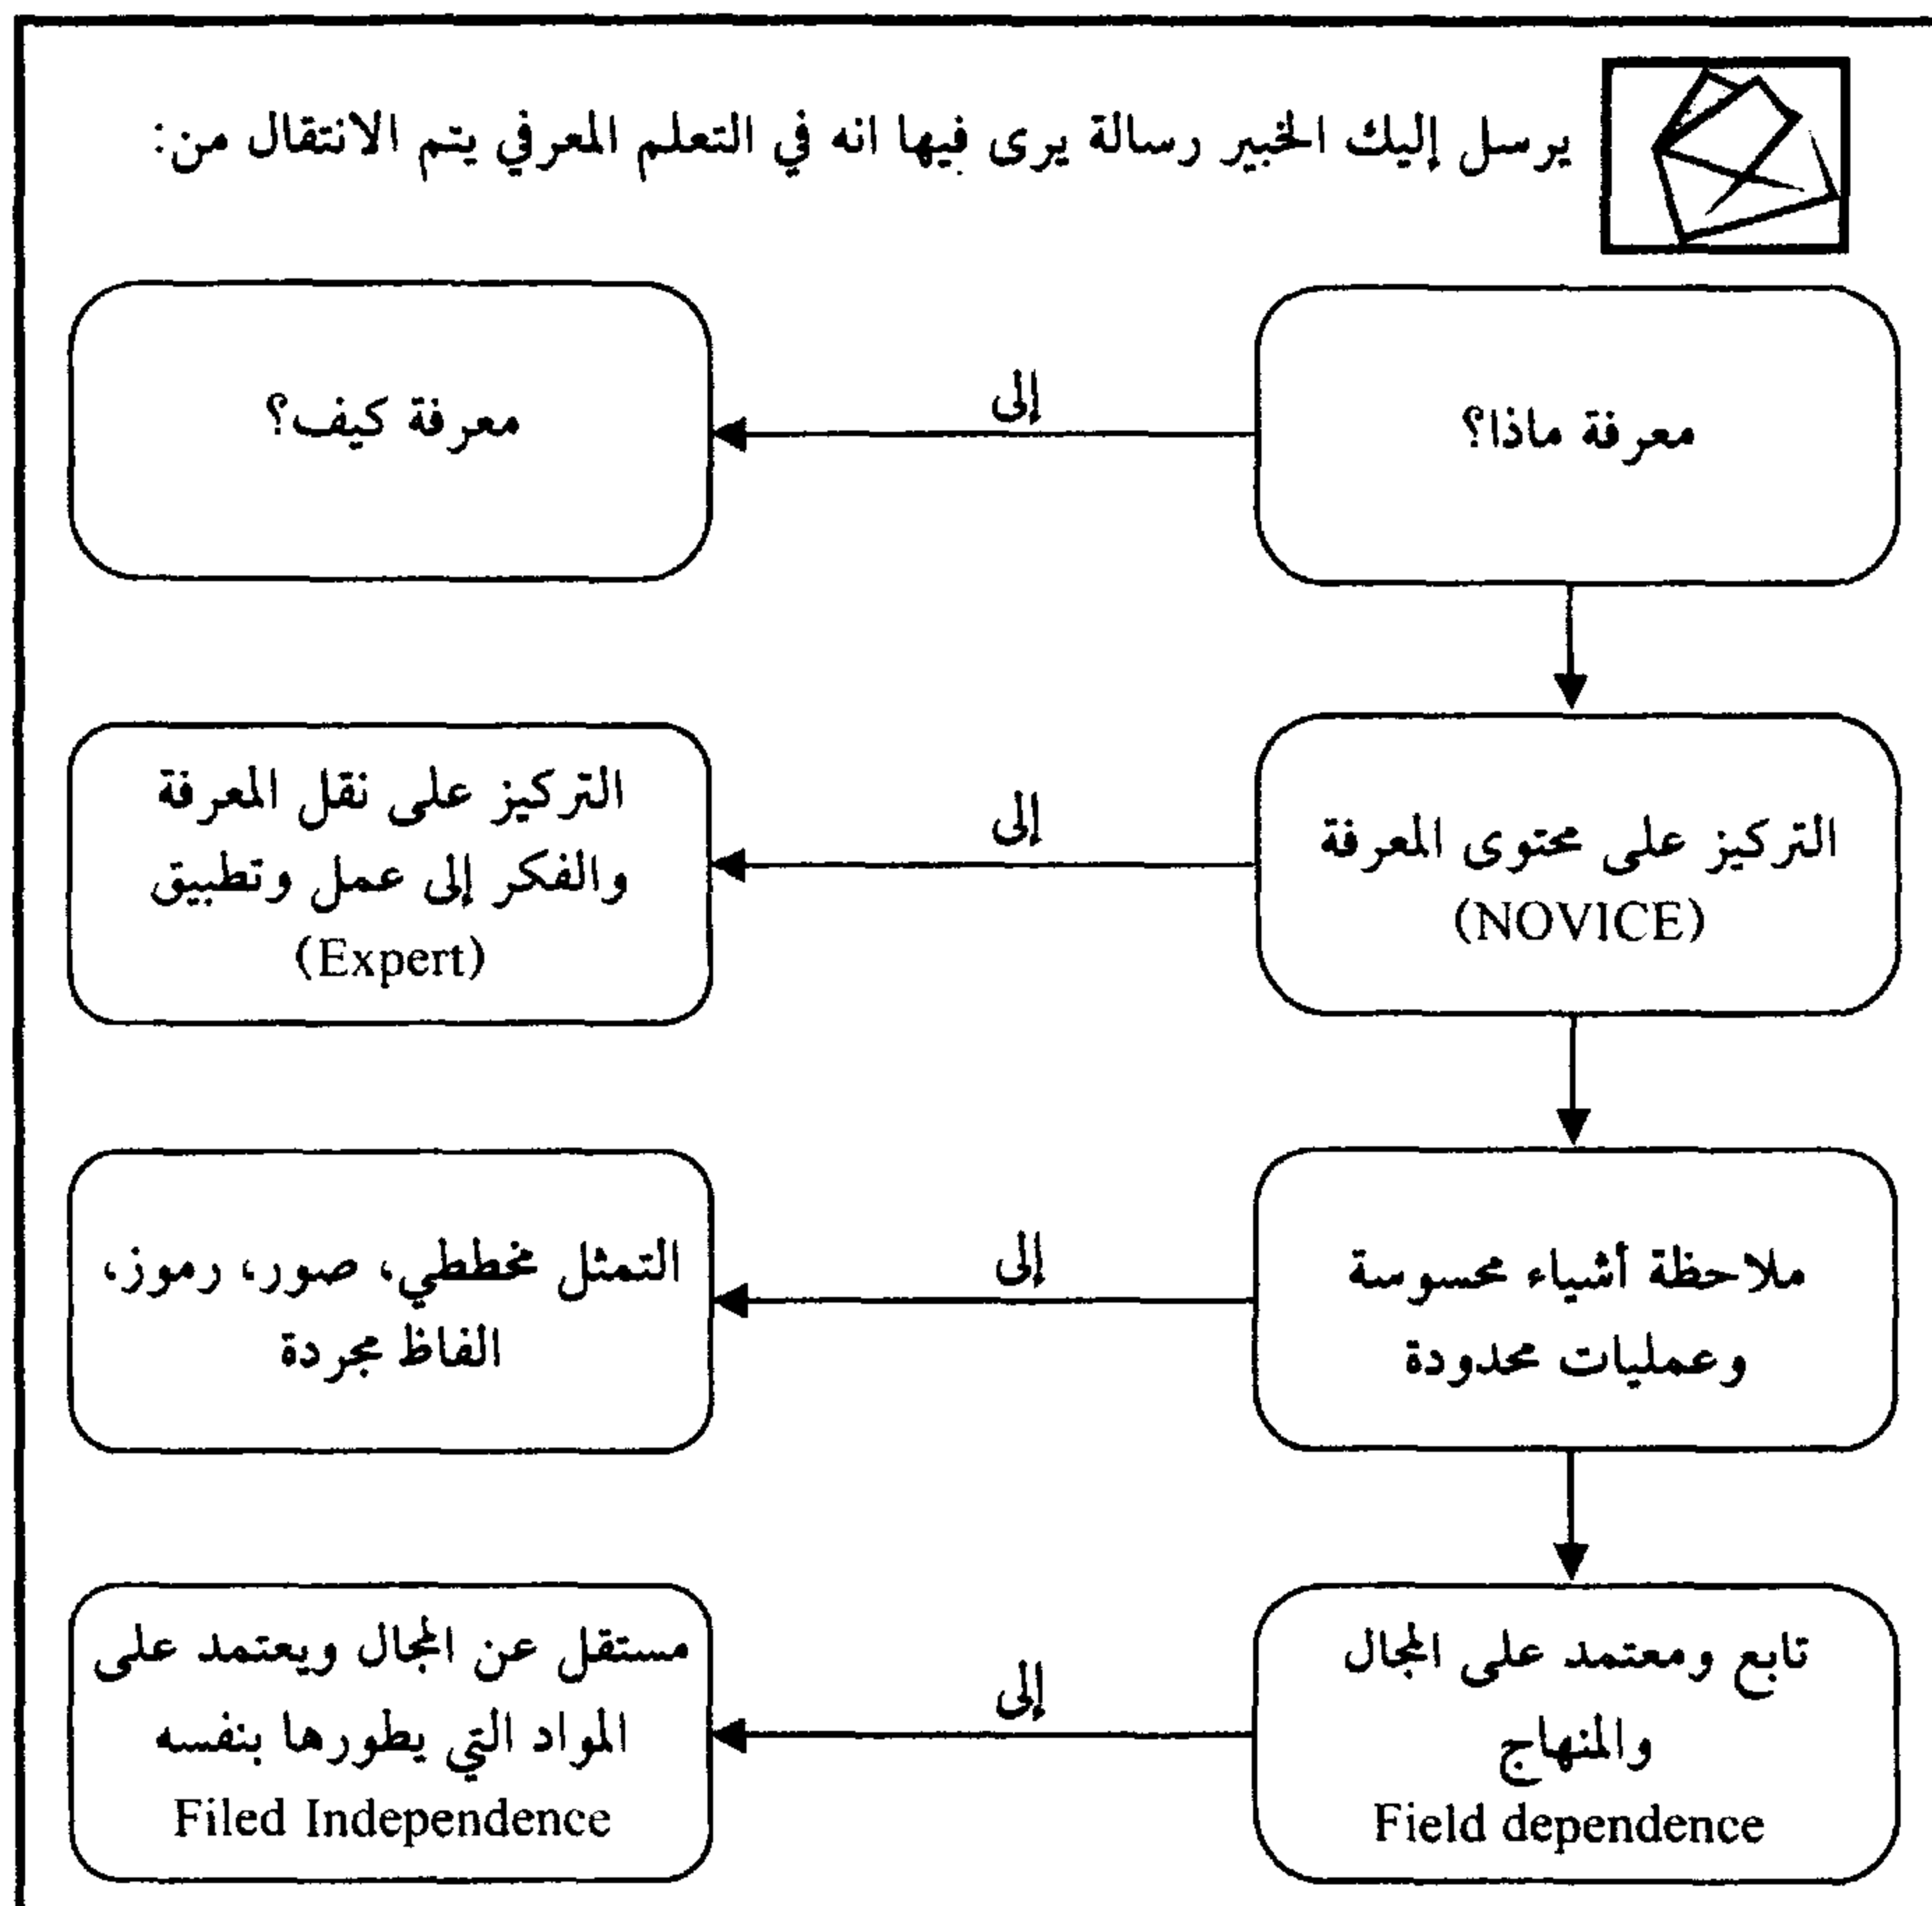 يرسل إليك الخبير رسالة يرى فيها انه في التعلم المعرفي يتم الانتقال من:
معرفة ماذا؟
إلى
معرفة كيف؟
التركيز على محتوى المعرفة
(NOVICE)
إلى
التركيز على نقل المعرفة
والفكر إلى عمل وتطبيق
(Expert)
ملاحظة أشياء محسوسة
وعمليات محدودة
إلى
التمثل مخططي، صور، رموز،
الفاظ مجردة
تابع ومعتمد على المجال
والمنهاج
Field dependence
إلى
مستقل عن المجال ويعتمد على
المواد التي يطورها بنفسه
Filed Independence